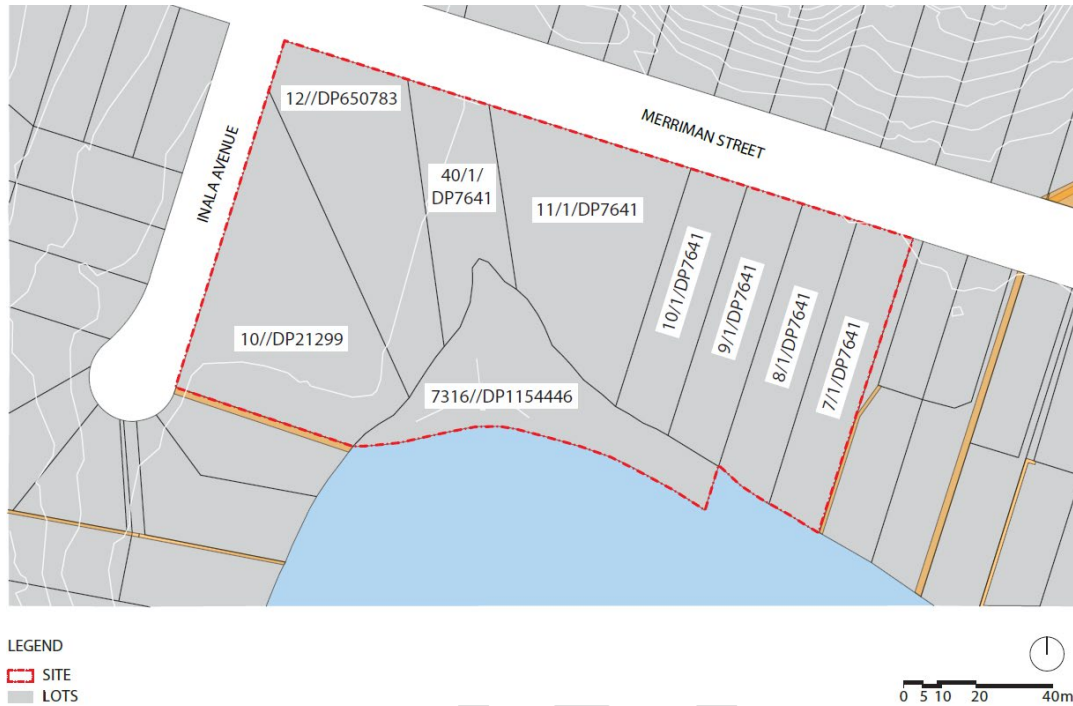 12//DP650783
MERRIMAN STREET
INALA AVENUE
40/1/
DP7641
11/1/DP7641
10/1/DP7641
9/1/DP7641
8/1/DP7641
7/1/DP7641
10//DP21299
7316//DP1154446
LEGEND
SITE
LOTS
0 5 10 20 40m